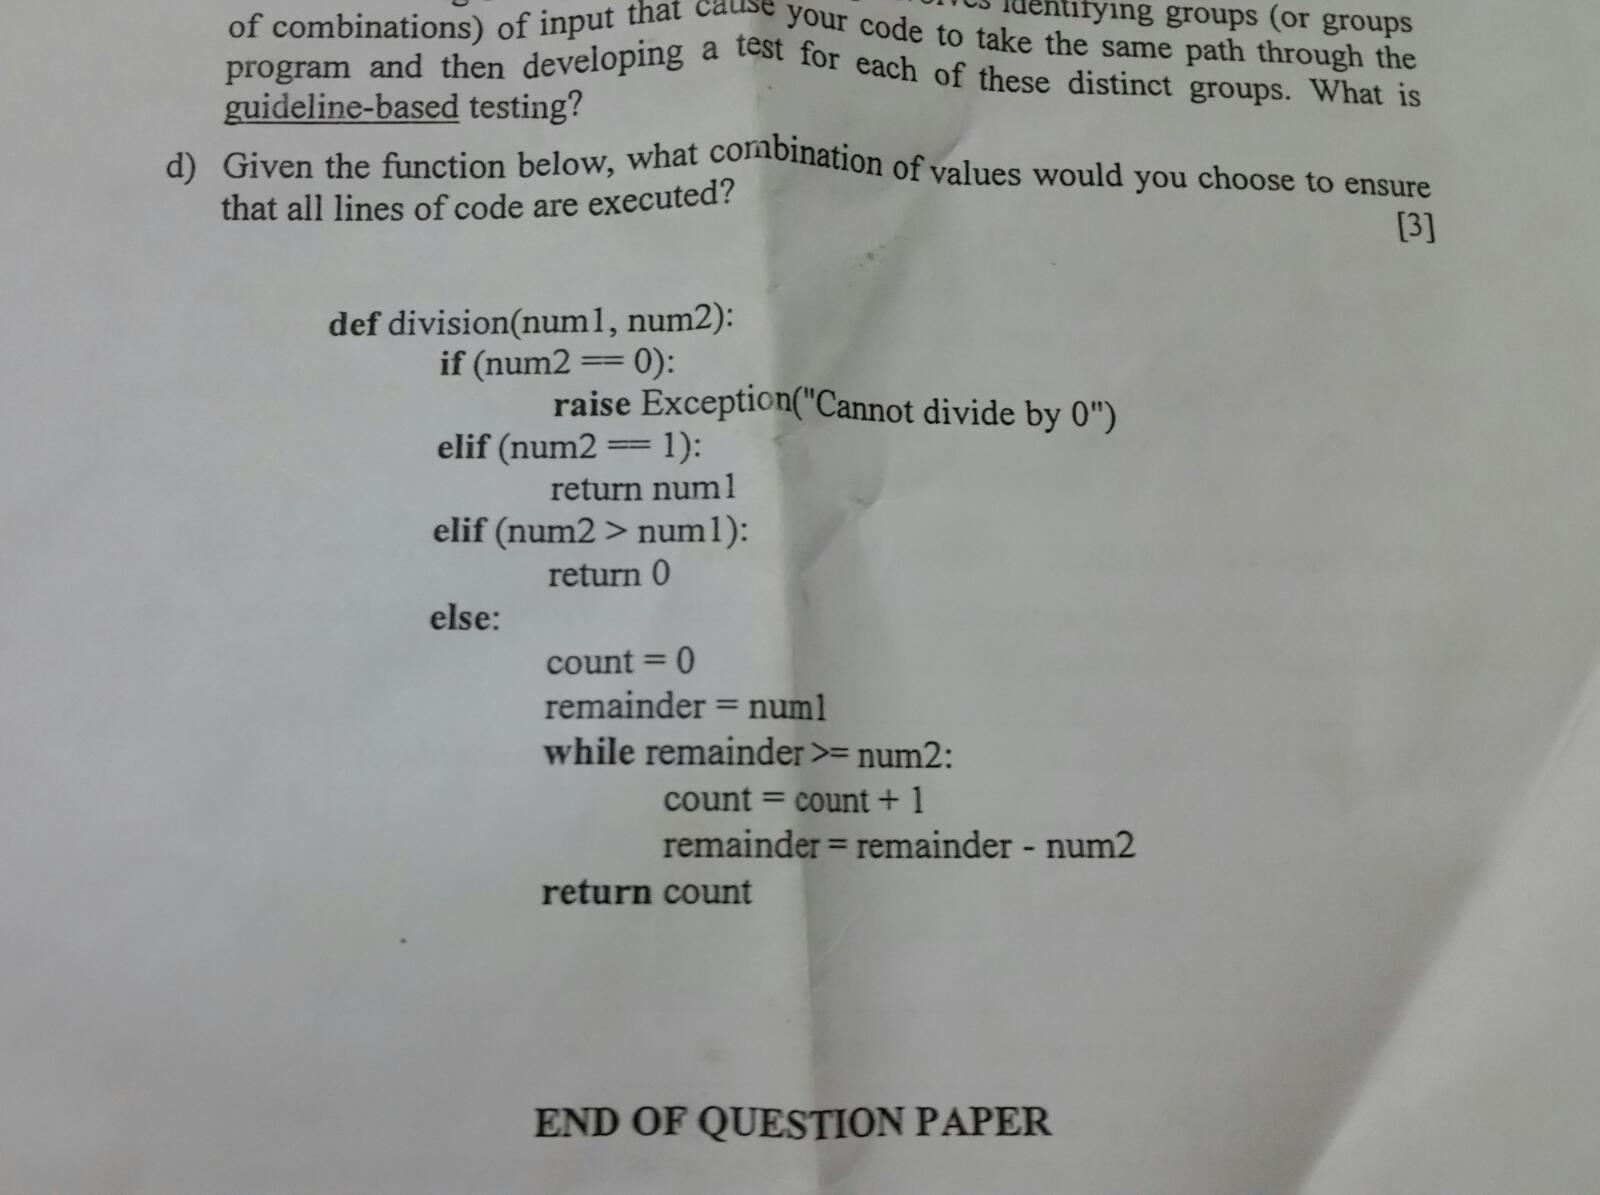 identifying groups (or groups
of combinations) of input that cause your code to take the same path through the
program and then developing a test for each of these distinct groups. What is
guideline-based testing?
d) Given the function below, what combination of values would you choose to ensure
that all lines of code are executed?
[3]
def division(num1, num2):
if (num2 == 0):
raise Exception("Cannot divide by 0")
elif (num2 == 1):
return num1
elif (num2 > num1):
return 0
else:
count = 0
remainder = num1
while remainder >= num2:
count = count + 1
remainder = remainder - num2
return count
END OF QUESTION PAPER